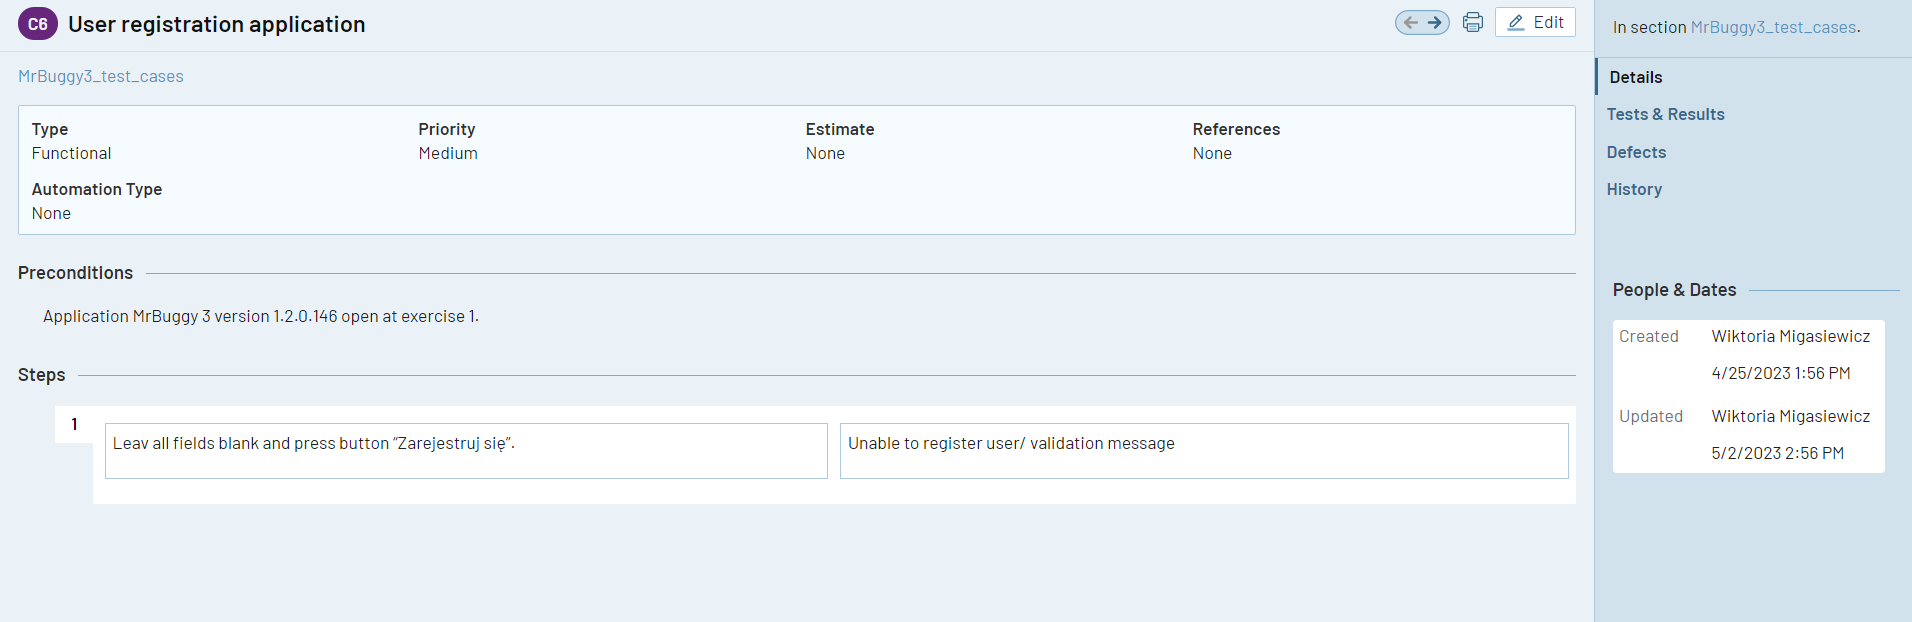 C6 User registration application
Edit
MrBuggy3_test_cases
Type
Functional
Priority
Medium
Estimate
None
References
None
Automation Type
None
Preconditions
Application MrBuggy 3 version 1.2.0.146 open at exercise 1.
Steps
1
Leav all fields blank and press button “Zarejestruj się”.
Unable to register user/ validation message
In section MrBuggy3_test_cases.
Details
Tests & Results
Defects
History
People & Dates
Created Wiktoria Migasiewicz
4/25/2023 1:56 PM
Updated Wiktoria Migasiewicz
5/2/2023 2:56 PM